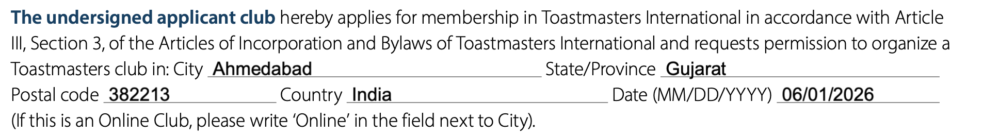 The undersigned applicant club hereby applies for membership in Toastmasters International in accordance with Article
III, Section 3, of the Articles of Incorporation and Bylaws of Toastmasters International and requests permission to organize a
Toastmasters club in: City Ahmedabad State/Province Gujarat
Postal code 382213 Country India Date (MM/DD/YYYY) 06/01/2026
(If this is an Online Club, please write ‘Online’ in the field next to City).